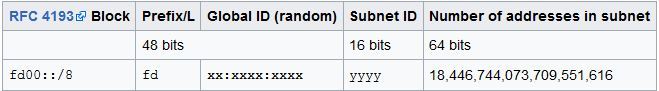 RFC 4193 Block Prefix/L Global ID (random) Subnet ID Number of addresses in subnet
48 bits 16 bits 64 bits
fd00::/8 fd xx:xxxx:xxxx yyyy 18,446,744,073,709,551,616